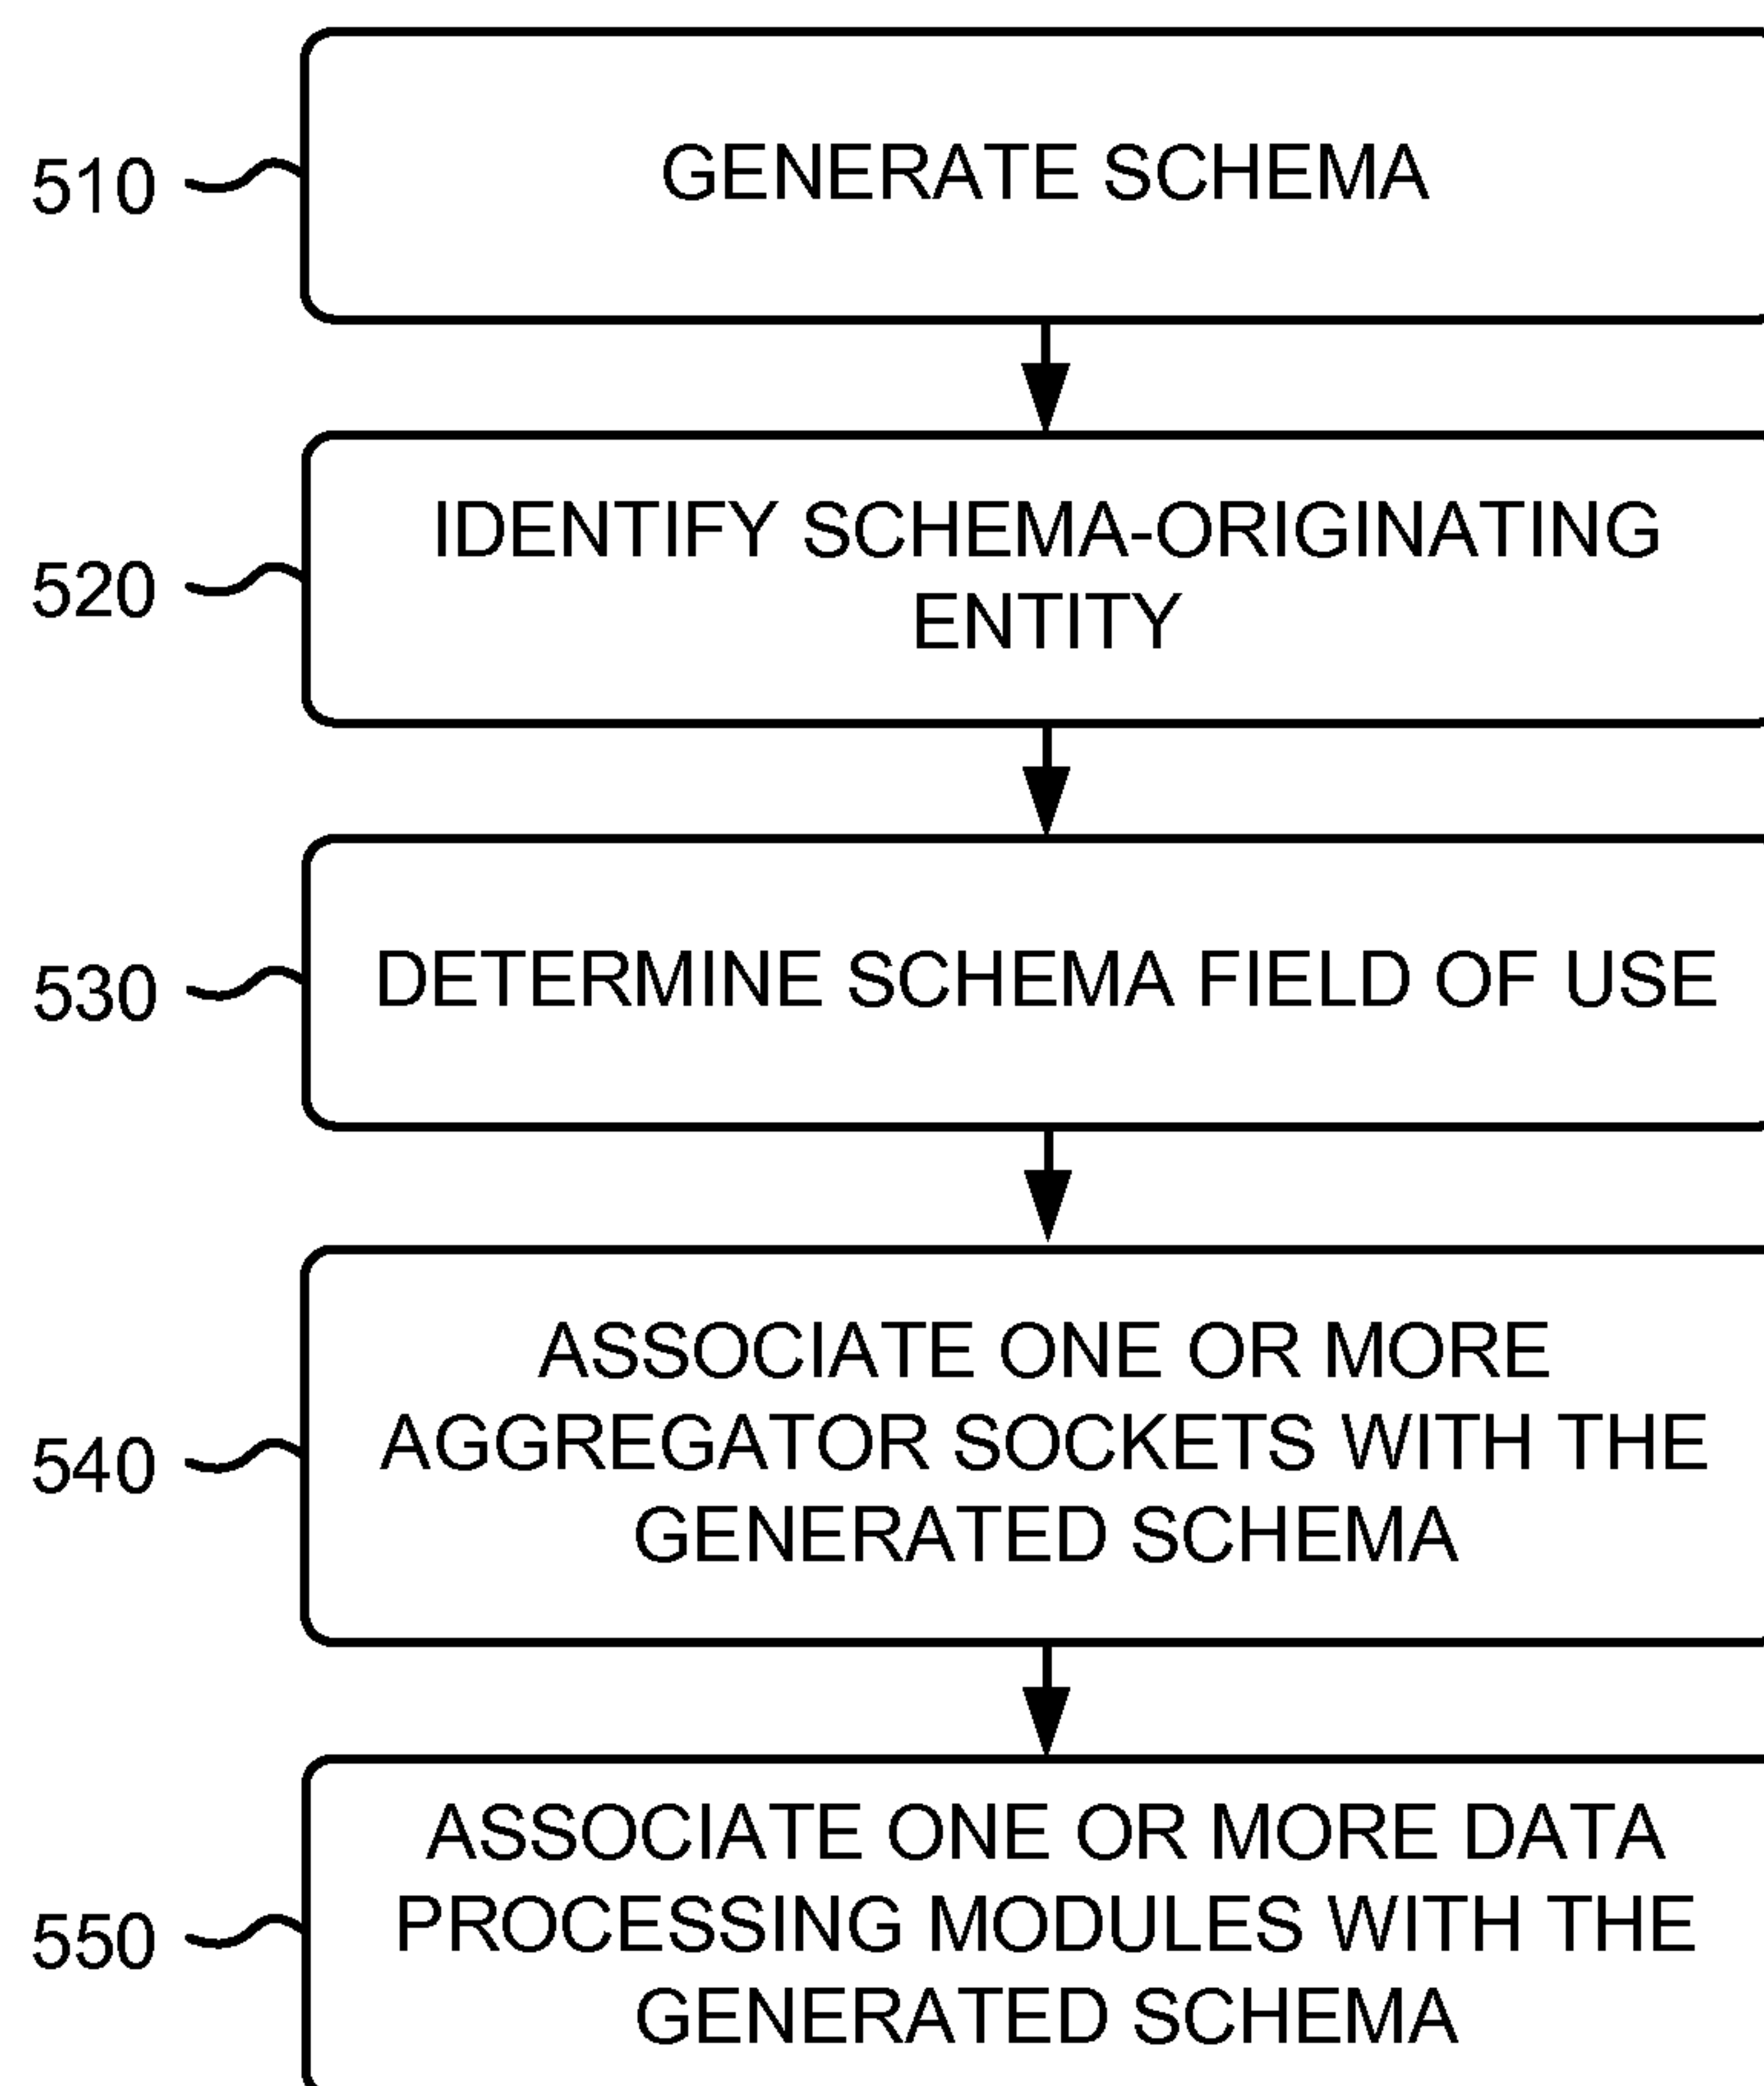 510
GENERATE SCHEMA
520
IDENTIFY SCHEMA-ORIGINATING
ENTITY
530
DETERMINE SCHEMA FIELD OF USE
540
ASSOCIATE ONE OR MORE
AGGREGATOR SOCKETS WITH THE
GENERATED SCHEMA
550
ASSOCIATE ONE OR MORE DATA
PROCESSING MODULES WITH THE
GENERATED SCHEMA